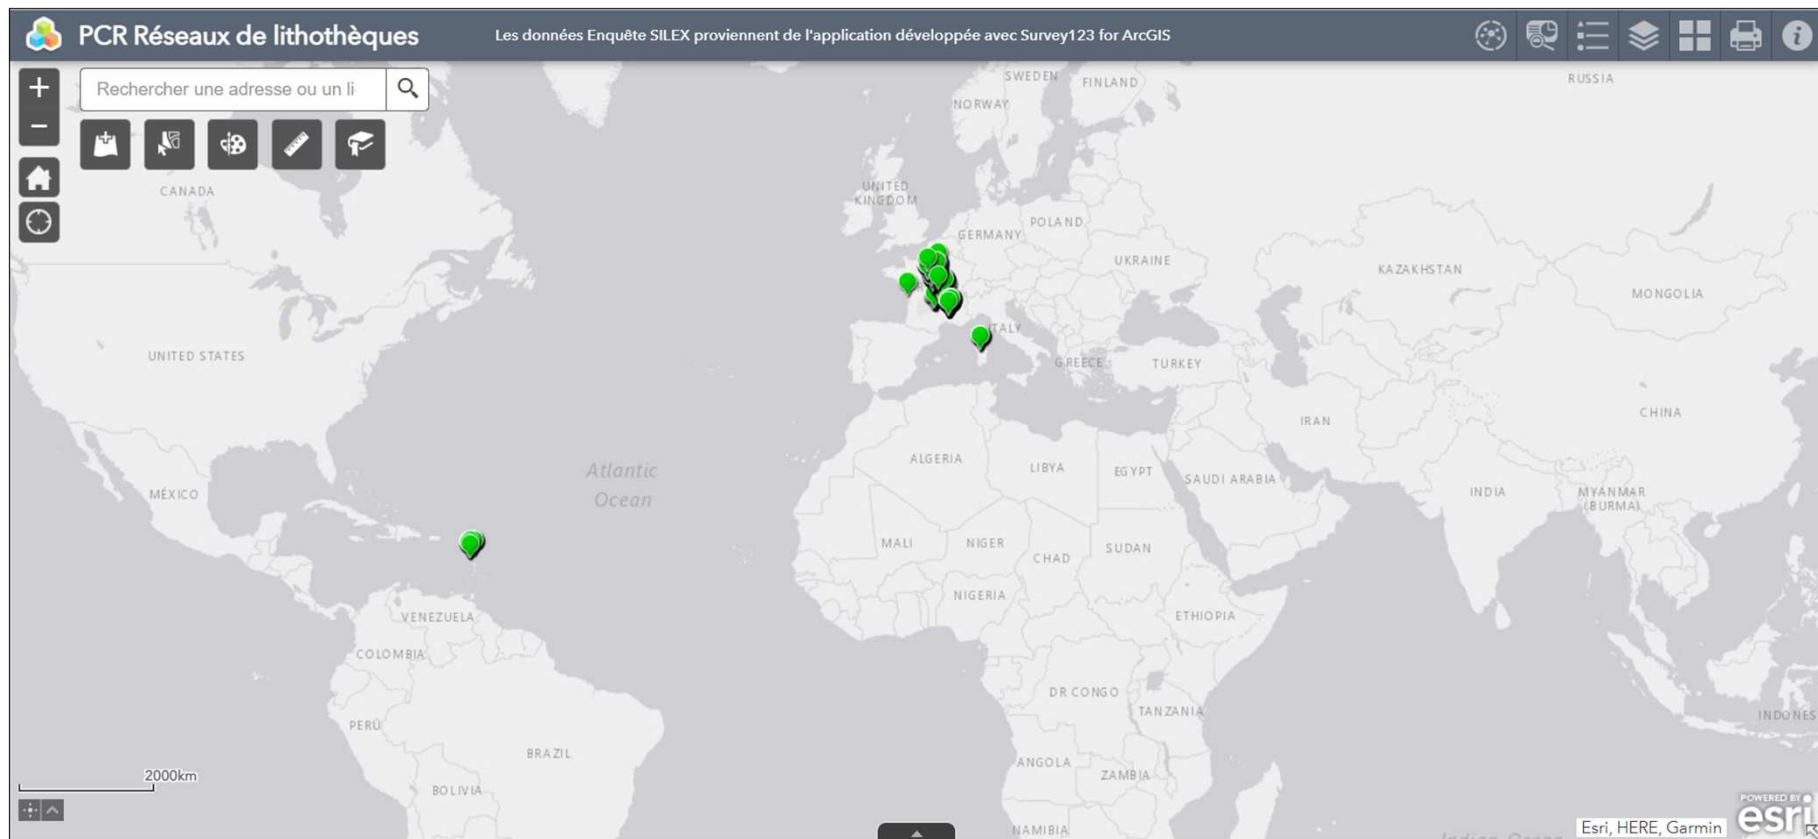 PCR Réseaux de lithothèques
Les données Enquête SILEX proviennent de l'application développée avec Survey123 for ArcGIS
+
Rechercher une adresse ou un li
−
SWEDEN
FINLAND
RUSSIA
NORWAY
CANADA
UNITED
KINGDOM
POLAND
GERMANY
UKRAINE
KAZAKHSTAN
MONGOLIA
UNITED STATES
ITALY
GREECE
TURKEY
CHINA
IRAN
ALGERIA
LIBYA
EGYPT
SAUDI ARABIA
Atlantic
Ocean
MÉXICO
INDIA
MYANMAR
(BURMA)
MALI
NIGER
SUDAN
CHAD
NIGERIA
ETHIOPIA
VENEZUELA
COLOMBIA
DR CONGO
TANZANIA
INDONES
PERÚ
BRAZIL
ANGOLA
ZAMBIA
2000km
BOLIVIA
NAMIBIA
Indian Ocean
Esri, HERE, Garmin
POWERED BY
esri